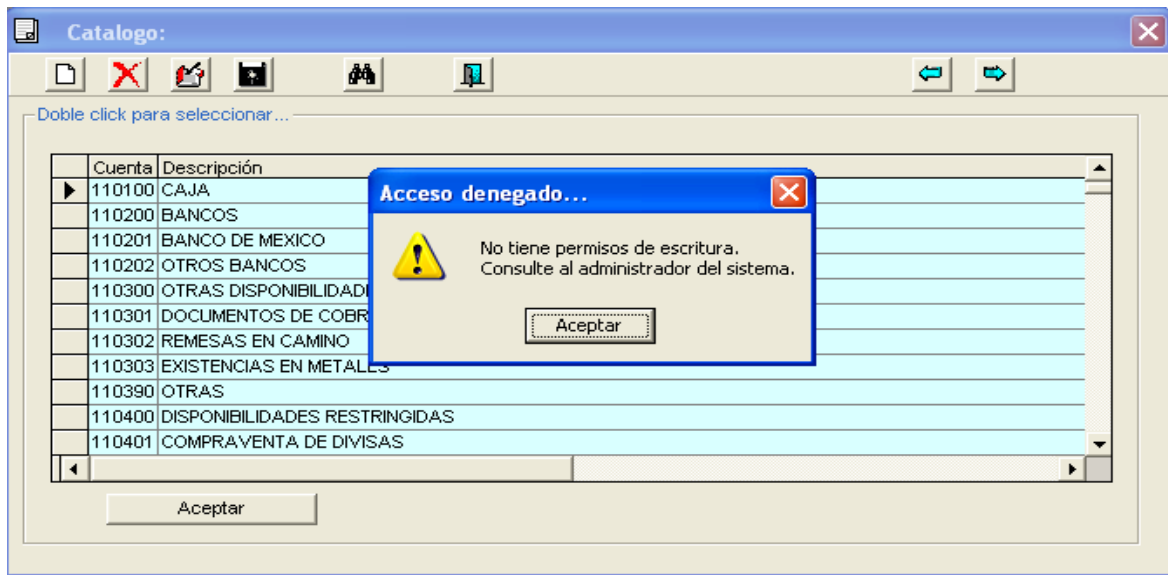 Catalogo:
Doble click para seleccionar...
Cuenta Descripción
110100 CAJA
110200 BANCOS
110201 BANCO DE MEXICO
110202 OTROS BANCOS
110300 OTRAS
110301 DOCUMENTOS DE
110302 REMESAS EN CAMINO
110303 EXISTENCIAS EN METALES
110390 OTRAS
110400 DISPONIBILIDADES RESTRINGIDAS
110401 COMPRAVENTA DE DIVISAS
Acceso denegado...
No tiene permisos de escritura.
Consulte al administrador del sistema.
Aceptar
Aceptar